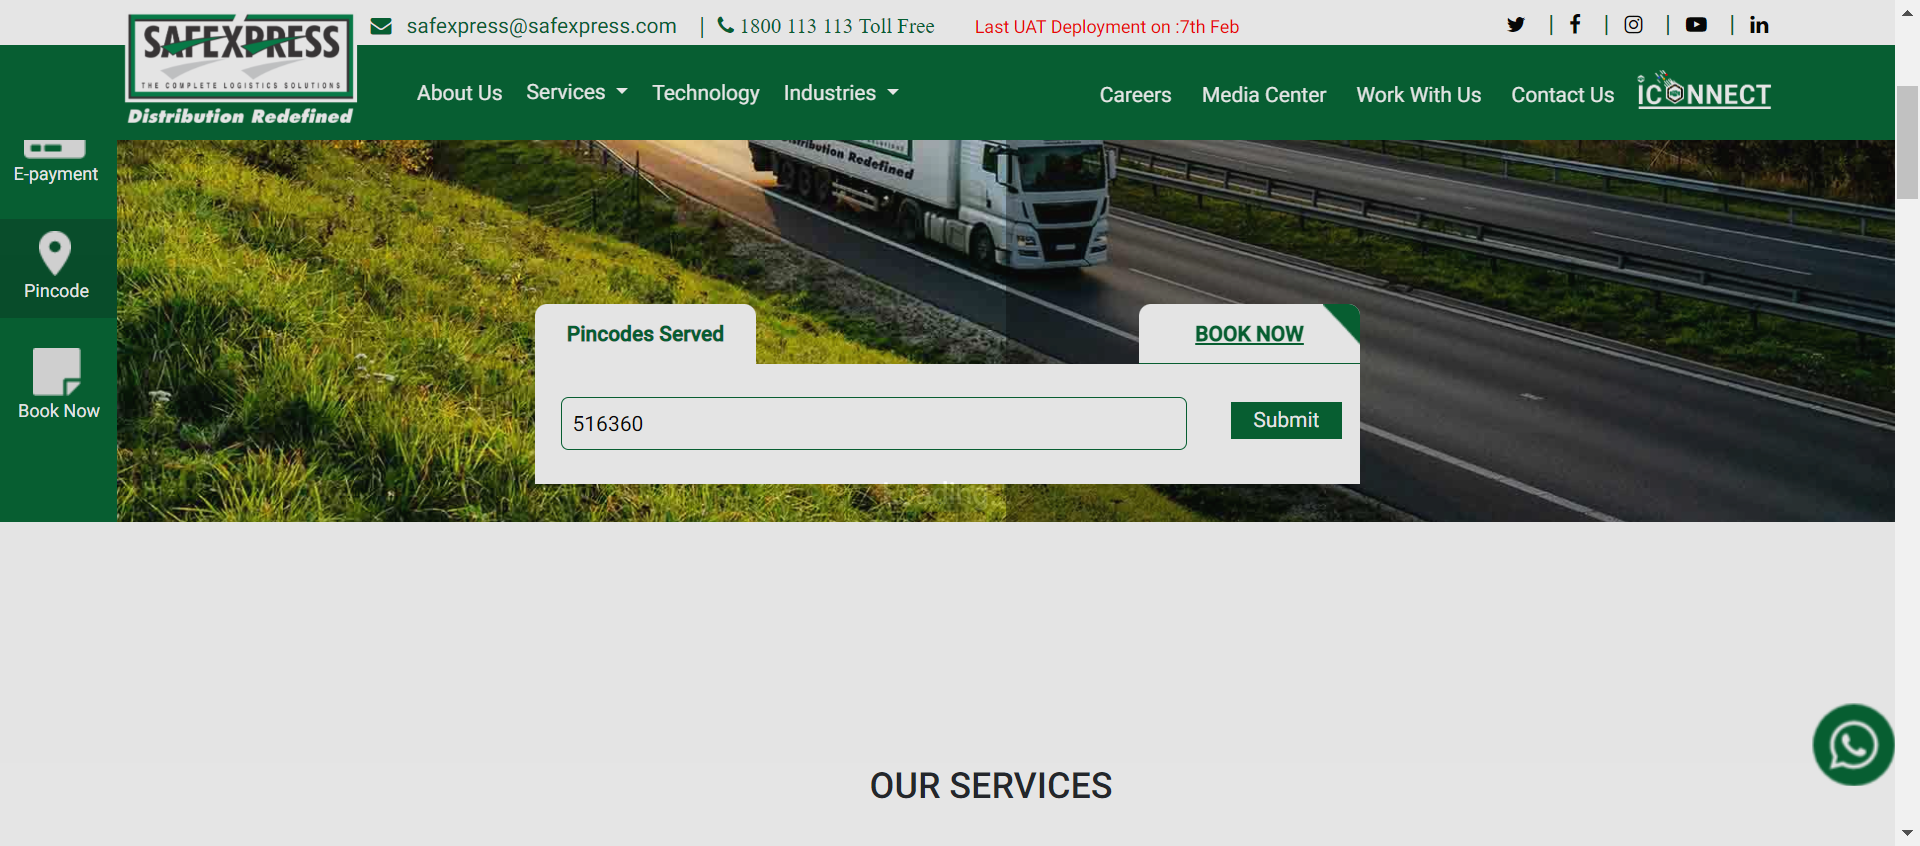 SAFEXPRESS
THE COMPLETE LOGISTICS SOLUTIONS
Distribution Redefined
safexpress@safexpress.com | 1800 113 113 Toll Free Last UAT Deployment on :7th Feb
About Us Services Technology Industries Careers Media Center Work With Us Contact Us iCONNECT
Distribution Redefined
E-payment
Pincode
Book Now
Pincodes Served
BOOK NOW
516360
Submit
Loading
OUR SERVICES